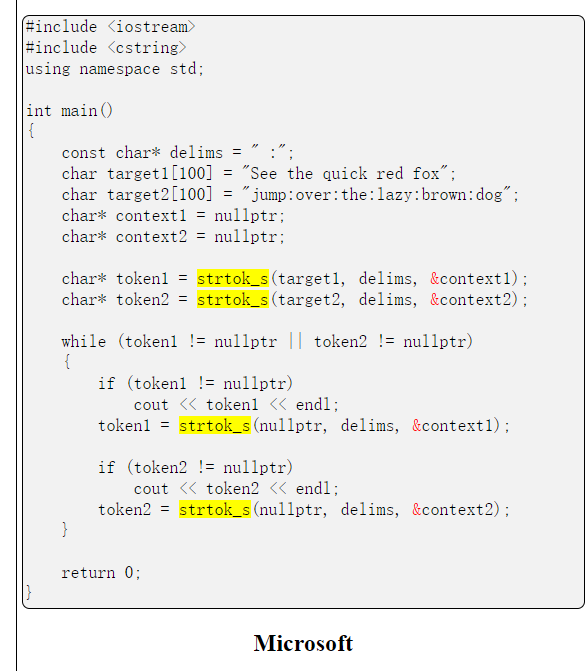 #include <iostream>
#include <cstring>
using namespace std;

int main()
{
    const char* delims = " :";
    char target1[100] = "See the quick red fox";
    char target2[100] = "jump:over:the:lazy:brown:dog";
    char* context1 = nullptr;
    char* context2 = nullptr;

    char* token1 = strtok_s(target1, delims, &context1);
    char* token2 = strtok_s(target2, delims, &context2);

    while (token1 != nullptr || token2 != nullptr)
    {
        if (token1 != nullptr)
            cout << token1 << endl;
        token1 = strtok_s(nullptr, delims, &context1);

        if (token2 != nullptr)
            cout << token2 << endl;
        token2 = strtok_s(nullptr, delims, &context2);
    }

    return 0;
}
Microsoft